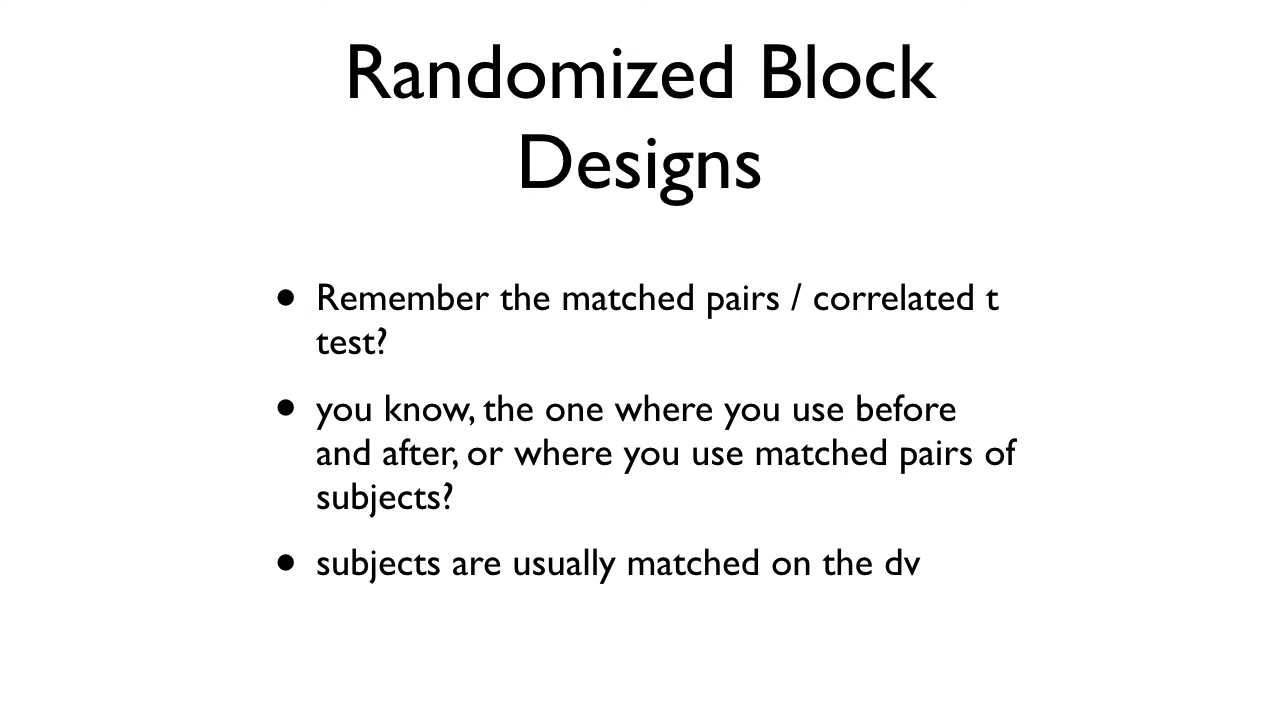 Randomized Block
Designs
• Remember the matched pairs / correlated t
test?
• you know, the one where you use before
and after, or where you use matched pairs of
subjects?
• subjects are usually matched on the dv